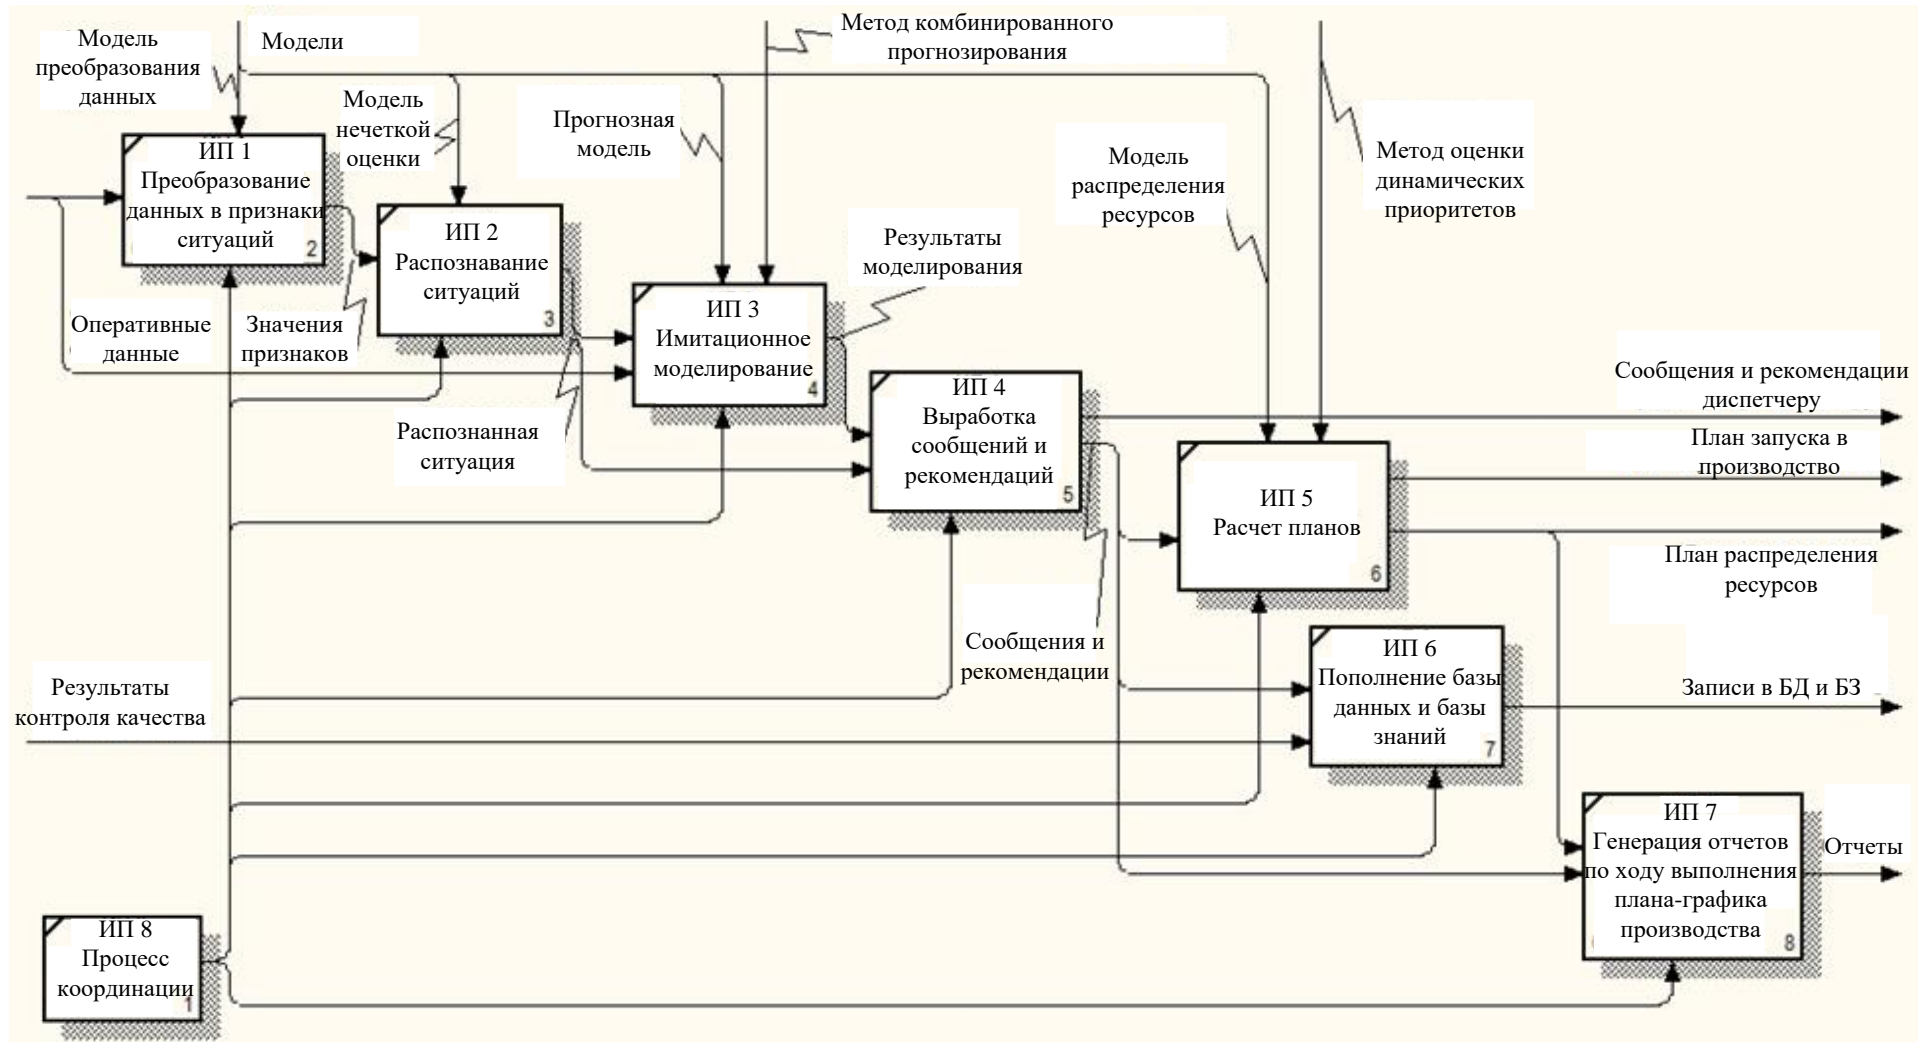 Модель
преобразования
данных
Модели
Метод комбинированного
прогнозирования
Модель
нечеткой
оценки
Прогнозная
модель
Модель
распределения
ресурсов
Метод оценки
динамических
приоритетов
ИП 1
Преобразование
данных в признаки
ситуаций
2
ИП 2
Распознавание
ситуаций
3
Результаты
моделирования
ИП 3
Имитационное
моделирование
4
Оперативные
данные
Значения
признаков
Распознанная
ситуация
ИП 4
Выработка
сообщений и
рекомендаций
5
Сообщения и рекомендации
диспетчеру
План запуска в
производство
ИП 5
Расчет планов
6
План распределения
ресурсов
Сообщения и
рекомендации
ИП 6
Пополнение базы
данных и базы
знаний
7
Записи в БД и БЗ
Результаты
контроля качества
ИП 7
Генерация отчетов
по ходу выполнения
плана-графика
производства
8
Отчеты
ИП 8
Процесс
координации
1